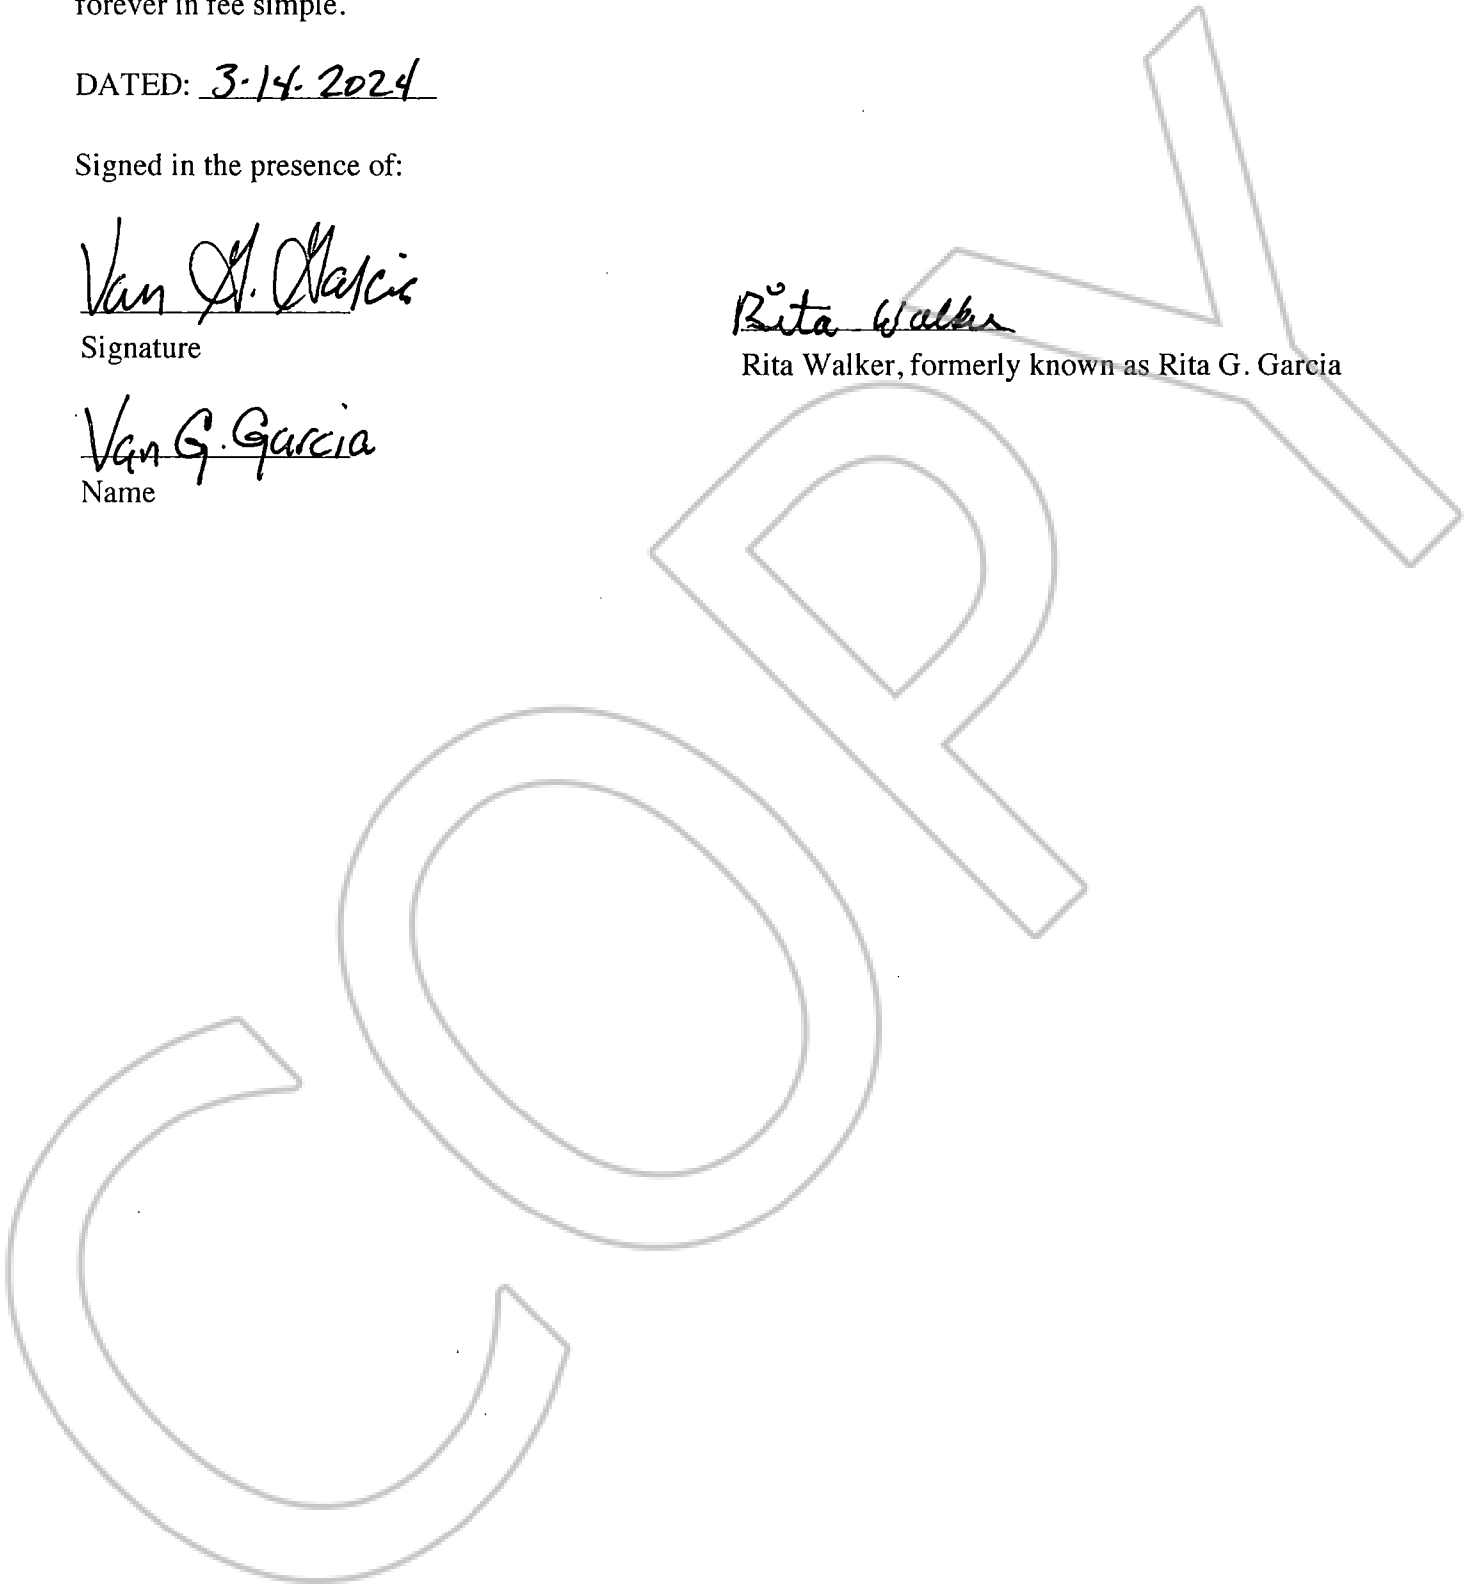 forever in fee simple.
DATED: 3-14-2024
Signed in the presence of:
Van G. Garcia
Signature
Rita Walker
Rita Walker, formerly known as Rita G. Garcia
Van G. Garcia
Name
COPY